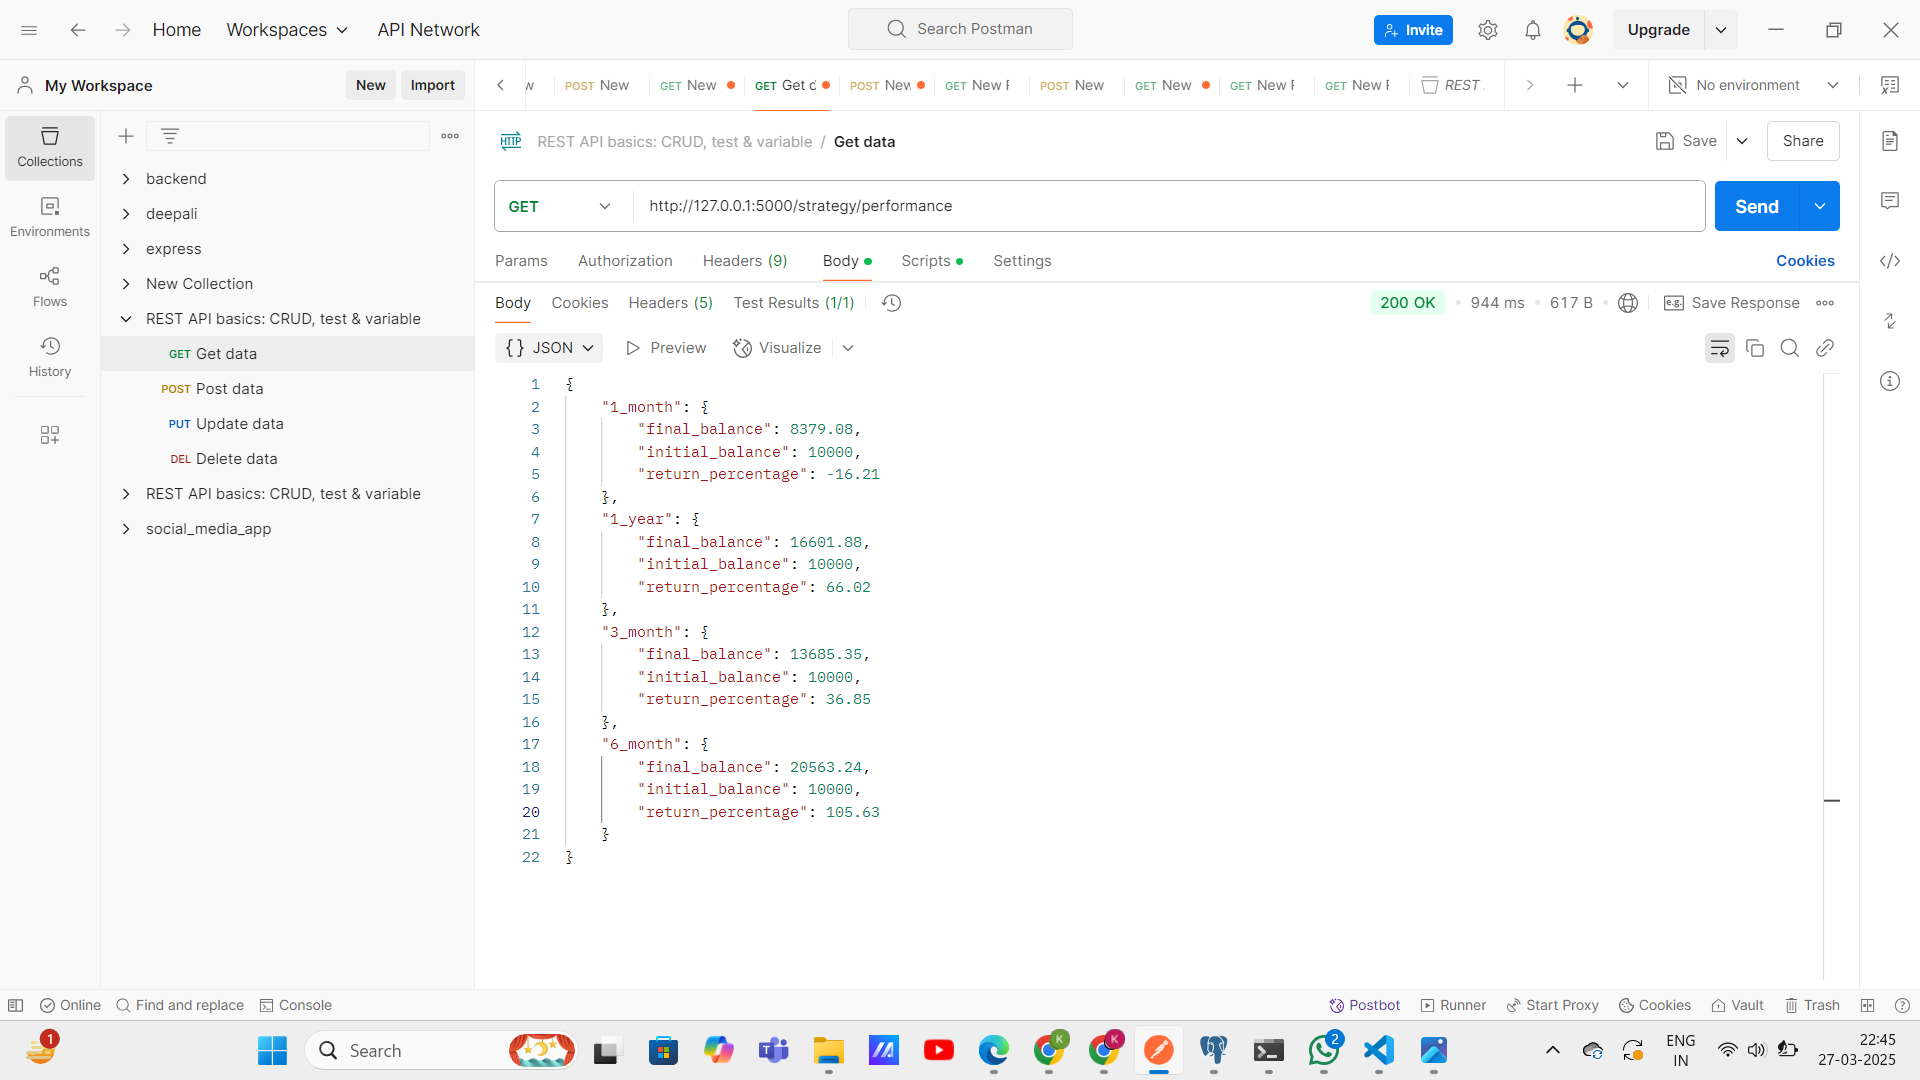 Home
Workspaces
API Network
Search Postman
Invite
Upgrade
My Workspace
New
Import
POST New
GET New
GET Get d
POST New
GET New F
POST New
GET New
GET New F
GET New F
REST
No environment
Collections
Environments
Flows
History
backend
deepali
express
New Collection
REST API basics: CRUD, test & variable
GET Get data
POST Post data
PUT Update data
DEL Delete data
REST API basics: CRUD, test & variable
social_media_app
HTTP REST API basics: CRUD, test & variable / Get data
Save
Share
GET
http://127.0.0.1:5000/strategy/performance
Send
Params
Authorization
Headers (9)
Body
Scripts
Settings
Cookies
Body
Cookies
Headers (5)
Test Results (1/1)
200 OK
944 ms
617 B
e.g. Save Response
{} JSON
Preview
Visualize
1 {
2 "1_month": {
3 "final_balance": 8379.08,
4 "initial_balance": 10000,
5 "return_percentage": -16.21
6 },
7 "1_year": {
8 "final_balance": 16601.88,
9 "initial_balance": 10000,
10 "return_percentage": 66.02
11 },
12 "3_month": {
13 "final_balance": 13685.35,
14 "initial_balance": 10000,
15 "return_percentage": 36.85
16 },
17 "6_month": {
18 "final_balance": 20563.24,
19 "initial_balance": 10000,
20 "return_percentage": 105.63
21 }
22 }
Online
Find and replace
Console
Postbot
Runner
Start Proxy
Cookies
Vault
Trash
1
Search
K
K
2
ENG
IN
22:45
27-03-2025